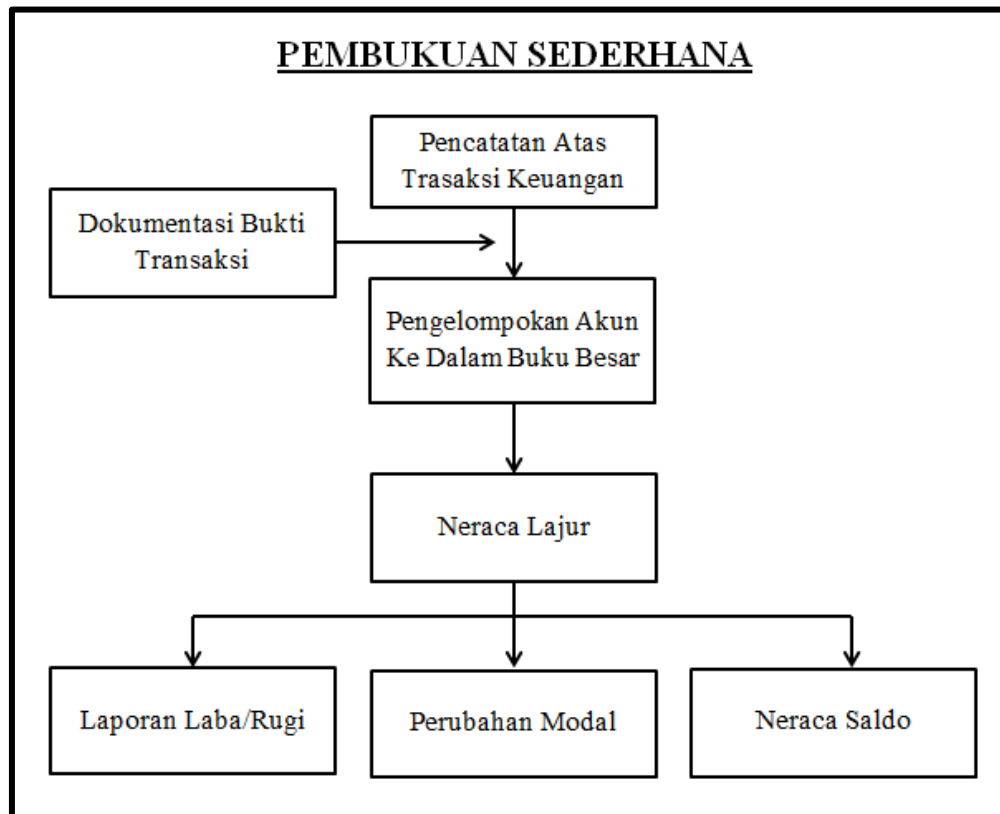 PEMBUKUAN SEDERHANA
Pencatatan Atas
Trasaksi Keuangan
Dokumentasi Bukti
Transaksi
Pengelompokan Akun
Ke Dalam Buku Besar
Neraca Lajur
Laporan Laba/Rugi
Perubahan Modal
Neraca Saldo